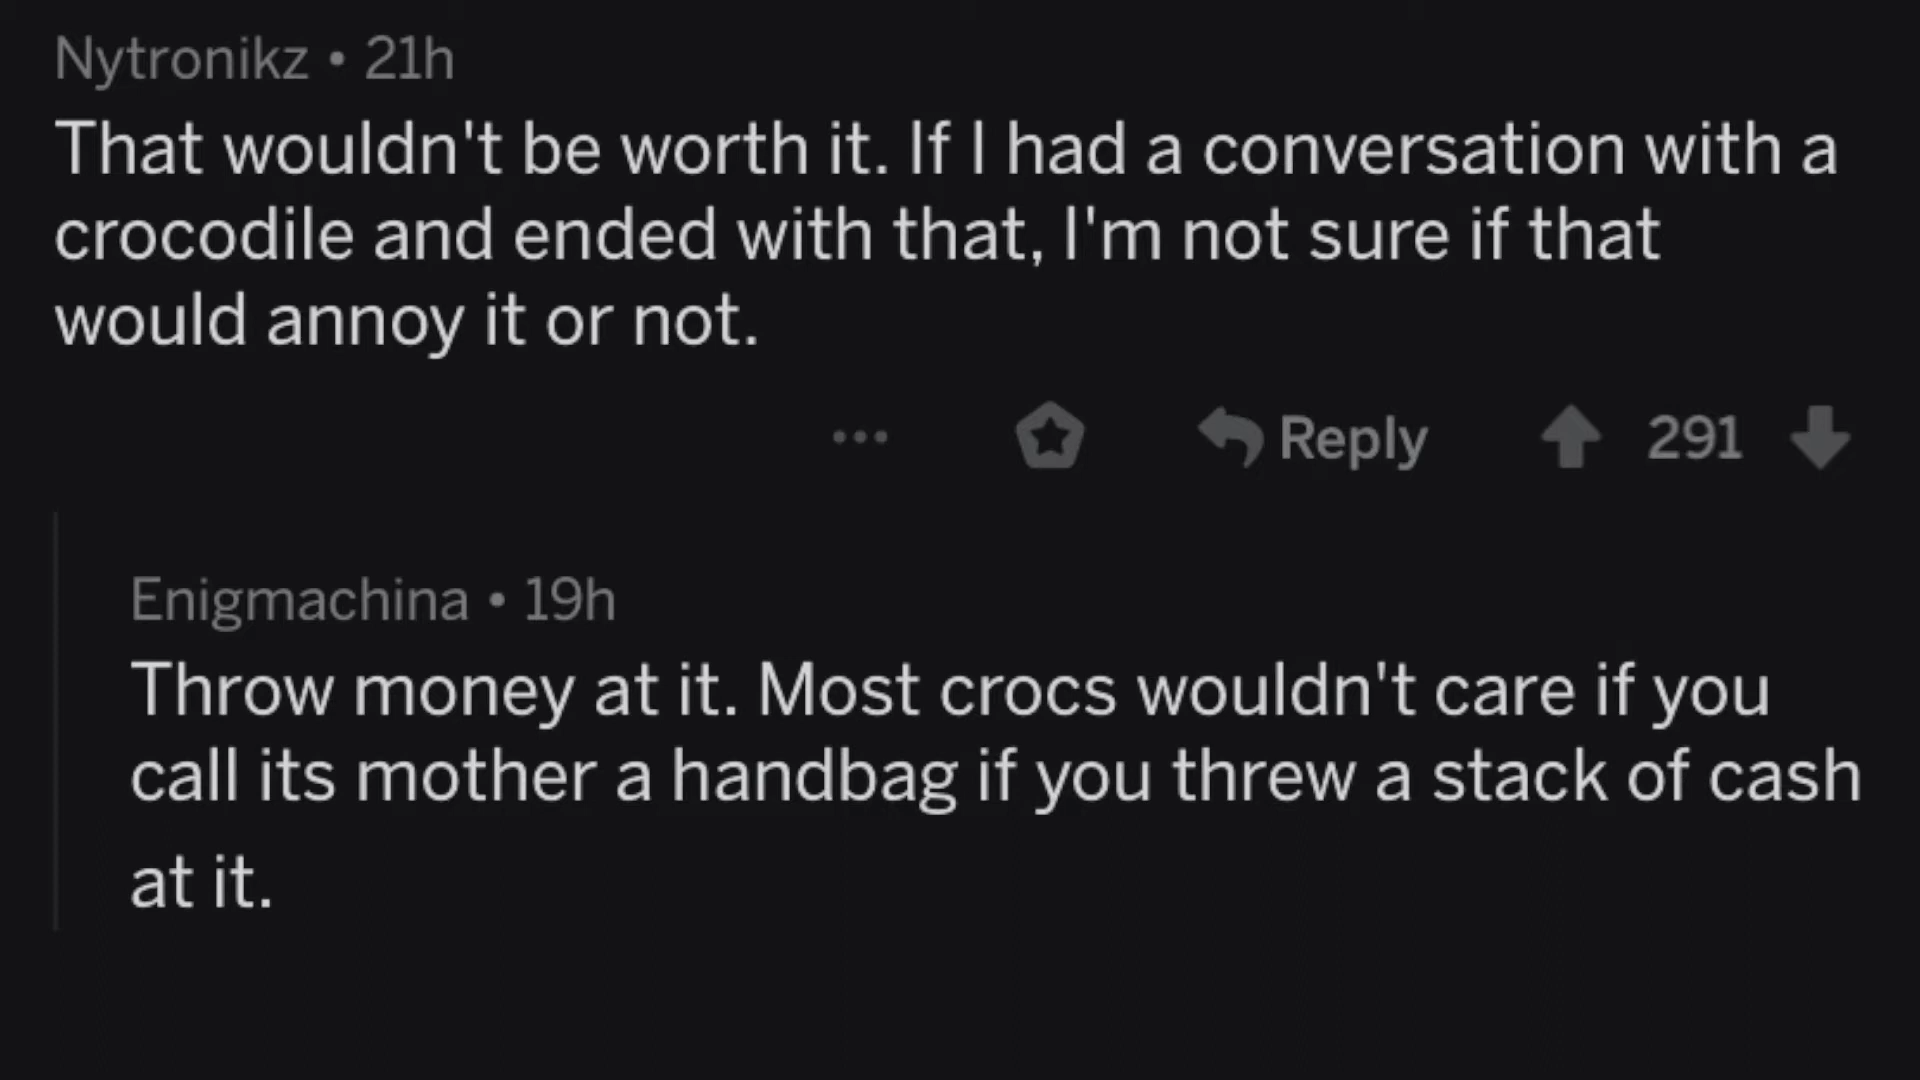 Nytronikz • 21h
That wouldn't be worth it. If I had a conversation with a
crocodile and ended with that, I'm not sure if that
would annoy it or not.
Reply 291
Enigmachina • 19h
Throw money at it. Most crocs wouldn't care if you
call its mother a handbag if you threw a stack of cash
at it.